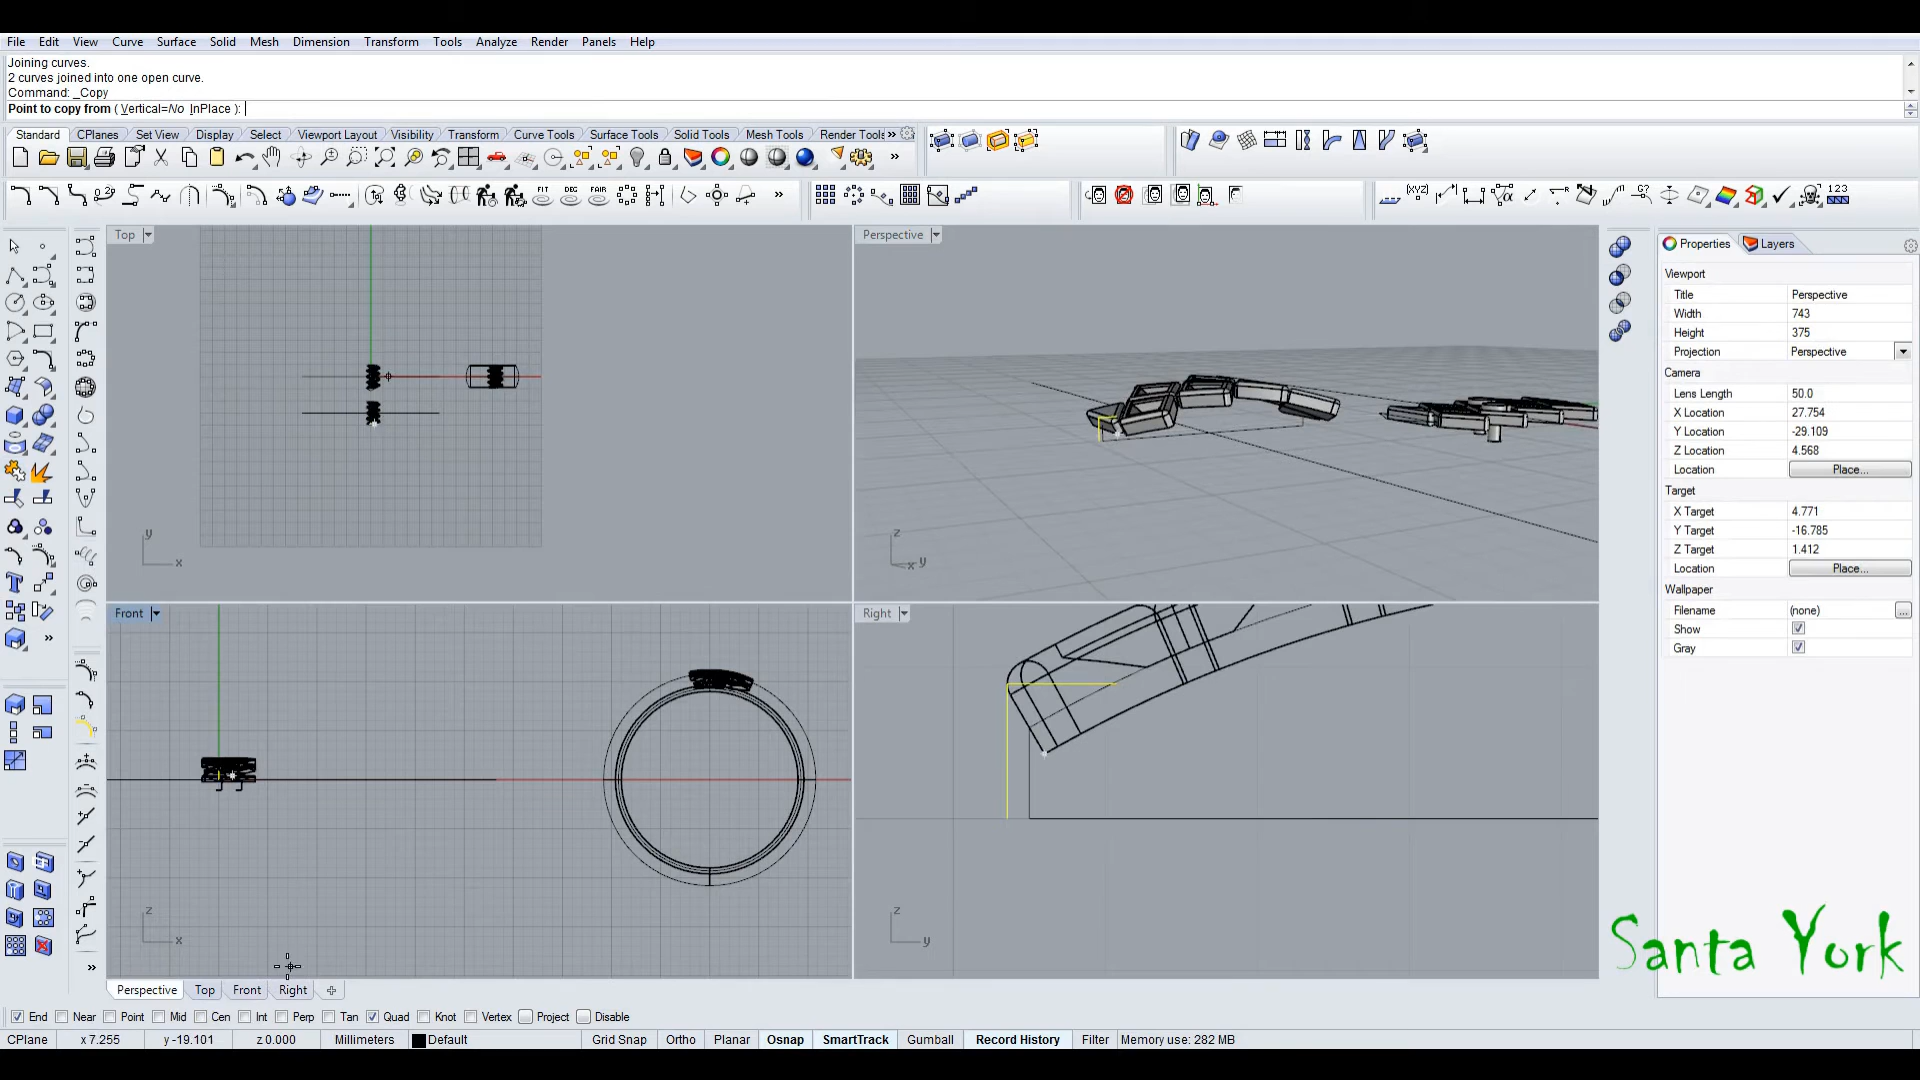 File Edit View Curve Surface Solid Mesh Dimension Transform Tools Analyze Render Panels Help
Joining curves.
2 curves joined into one open curve.
Command: _Copy
Point to copy from ( Vertical=No InPlace ):
Standard CPlanes Set View Display Select Viewport Layout Visibility Transform Curve Tools Surface Tools Solid Tools Mesh Tools Render Tools »
FIT DEG FAIR
(XYZ) G? 123
Top
Perspective
Properties Layers
Viewport
Title Perspective
Width 743
Height 375
Projection Perspective
Camera
Lens Length 50.0
X Location 27.754
Y Location -29.109
Z Location 4.568
Location Place...
Target
X Target 4.771
Y Target -16.785
Z Target 1.412
Location Place...
Wallpaper
Filename (none) ...
Show
Gray
y
x
z
x y
Front
Right
z
x
z
y
Santa York
Perspective Top Front Right
End Near Point Mid Cen Int Perp Tan Quad Knot Vertex Project Disable
CPlane x 7.255 y -19.101 z 0.000 Millimeters Default Grid Snap Ortho Planar Osnap SmartTrack Gumball Record History Filter Memory use: 282 MB